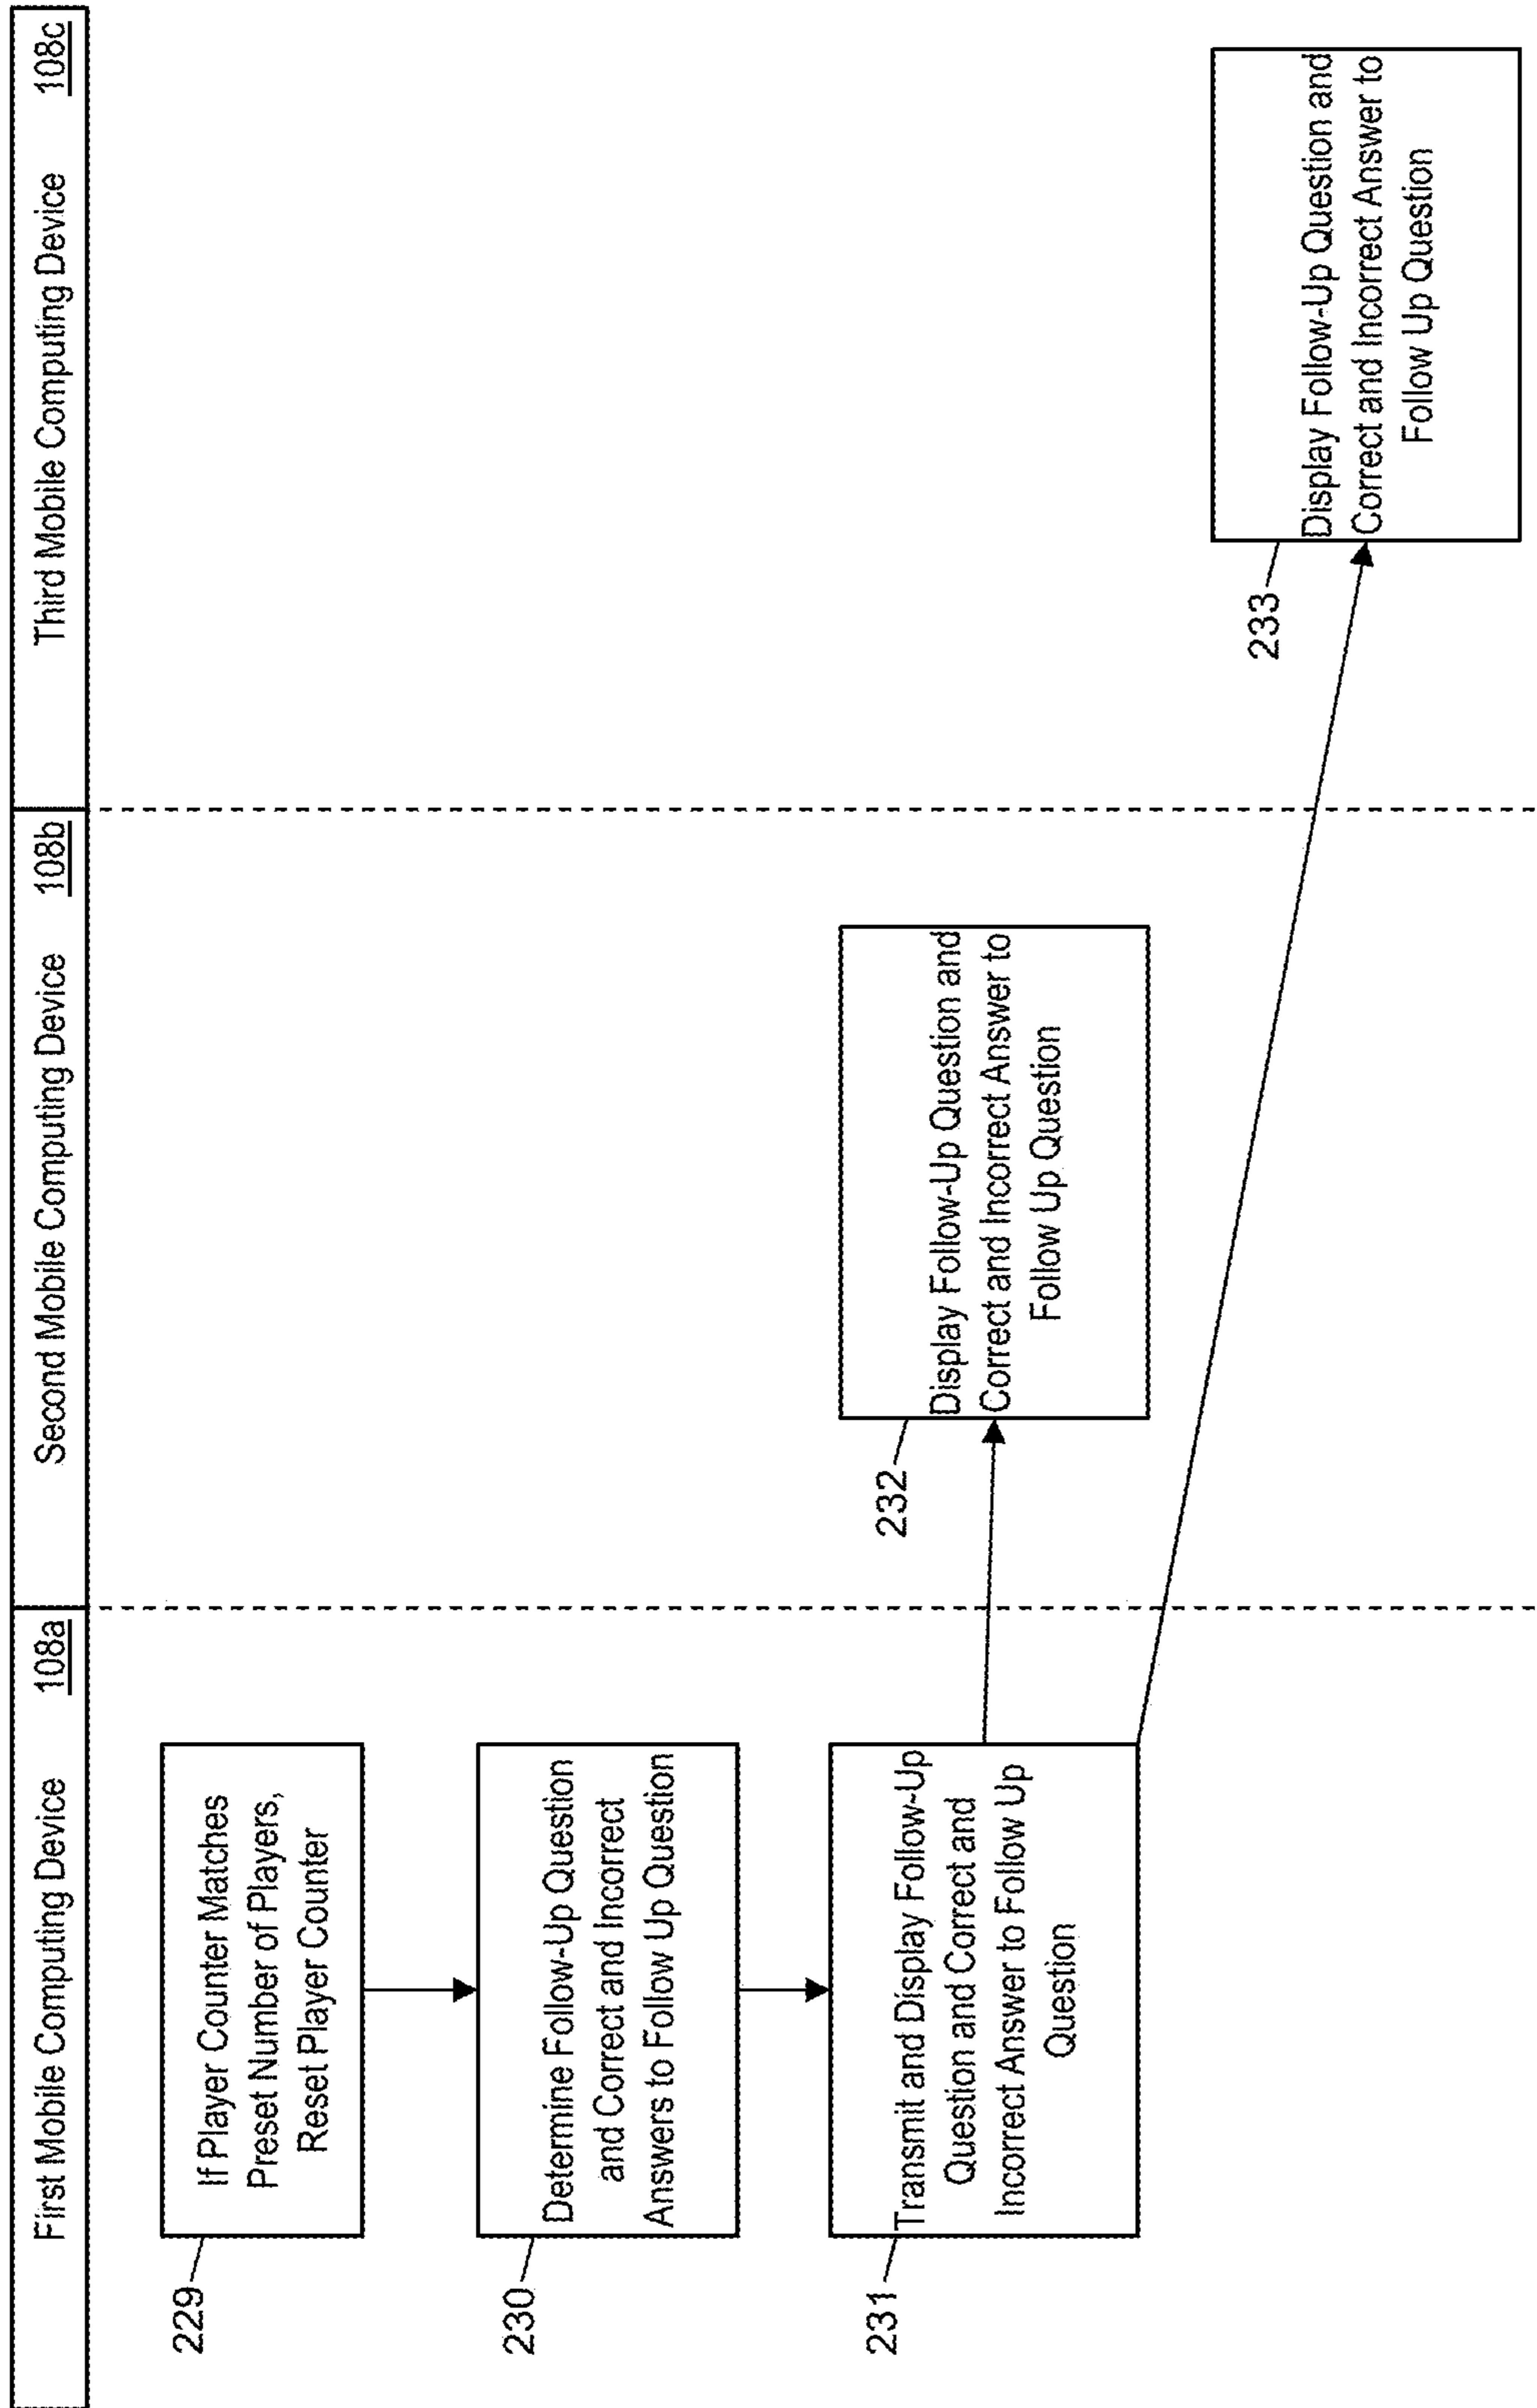 First Mobile Computing Device 108a
Second Mobile Computing Device 108b
Third Mobile Computing Device 108c
229
If Player Counter Matches
Preset Number of Players,
Reset Player Counter
230
Determine Follow-Up Question
and Correct and Incorrect
Answers to Follow Up Question
231
Transmit and Display Follow-Up
Question and Correct and
Incorrect Answer to Follow Up
Question
232
Display Follow-Up Question and
Correct and Incorrect Answer to
Follow Up Question
233
Display Follow-Up Question and
Correct and Incorrect Answer to
Follow Up Question